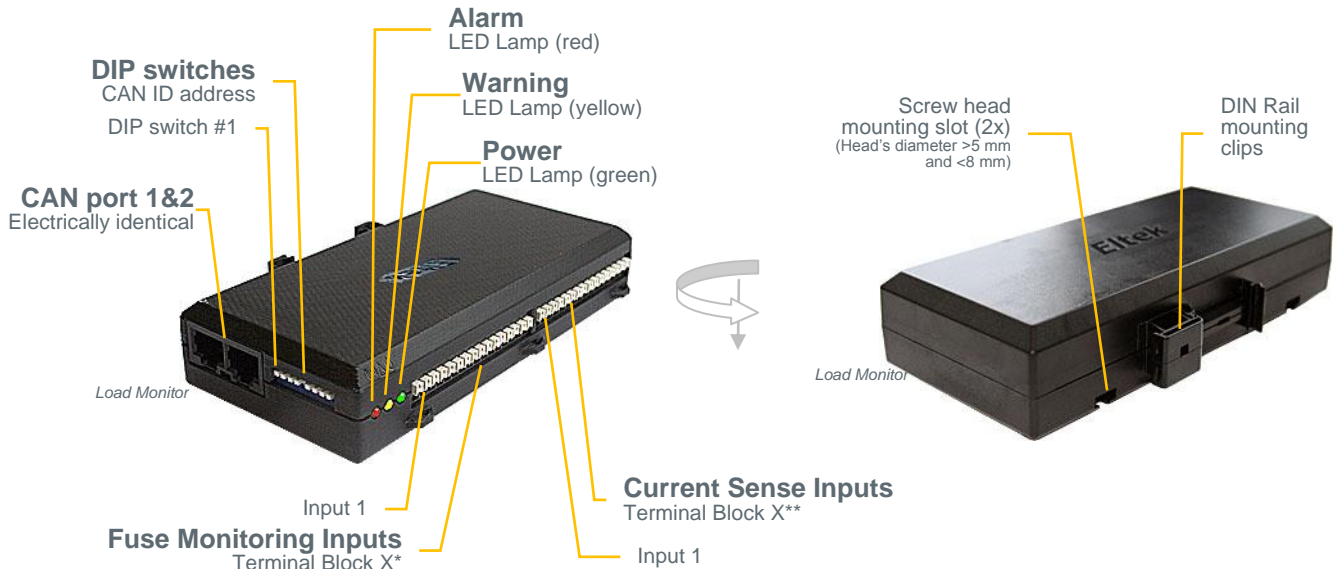 Alarm
LED Lamp (red)
DIP switches
CAN ID address
DIP switch #1
Warning
LED Lamp (yellow)
Power
LED Lamp (green)
CAN port 1&2
Electrically identical
Load Monitor
Input 1
Fuse Monitoring Inputs
Terminal Block X*
Current Sense Inputs
Terminal Block X**
Input 1
Screw head
mounting slot (2x)
(Head's diameter >5 mm
and <8 mm)
DIN Rail
mounting
clips
Eltek
Load Monitor